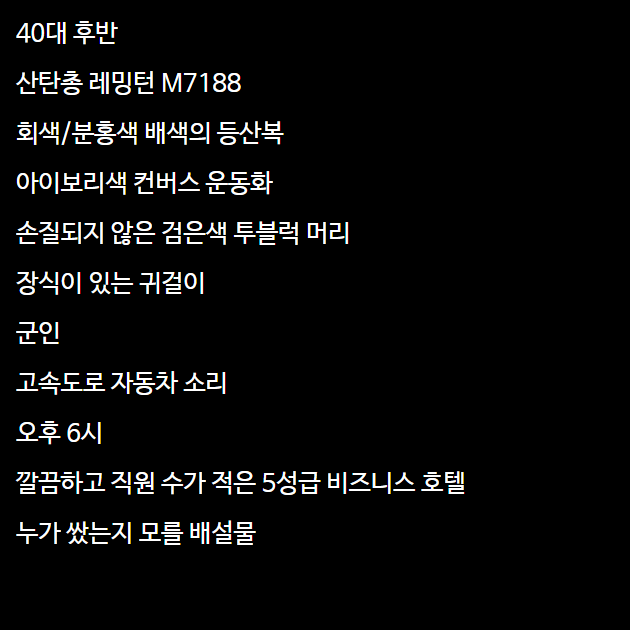 40대 후반
산탄총 레밍턴 M7188
회색/분홍색 배색의 등산복
아이보리색 컨버스 운동화
손질되지 않은 검은색 투블럭 머리
장식이 있는 귀걸이
군인
고속도로 자동차 소리
오후 6시
깔끔하고 직원 수가 적은 5성급 비즈니스 호텔
누가 쌌는지 모를 배설물